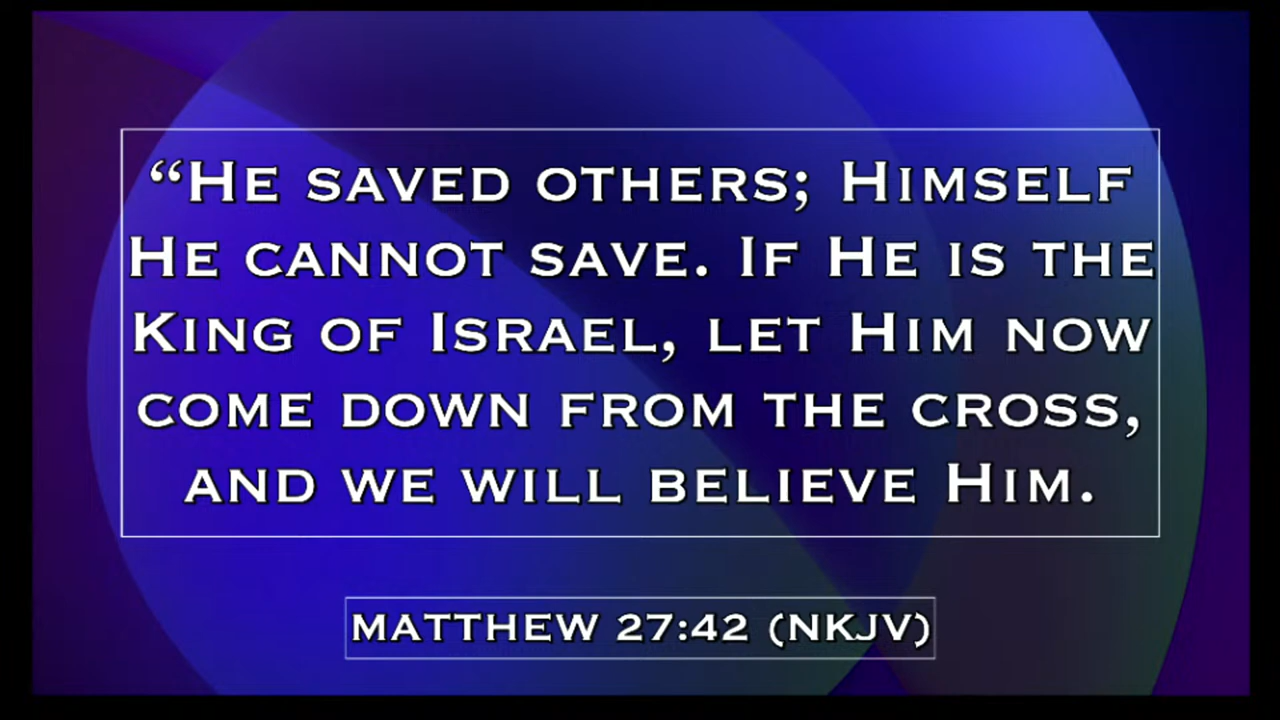 “He saved others; Himself
He cannot save. If He is the
King of Israel, let Him now
come down from the cross,
and we will believe Him.
MATTHEW 27:42 (NKJV)